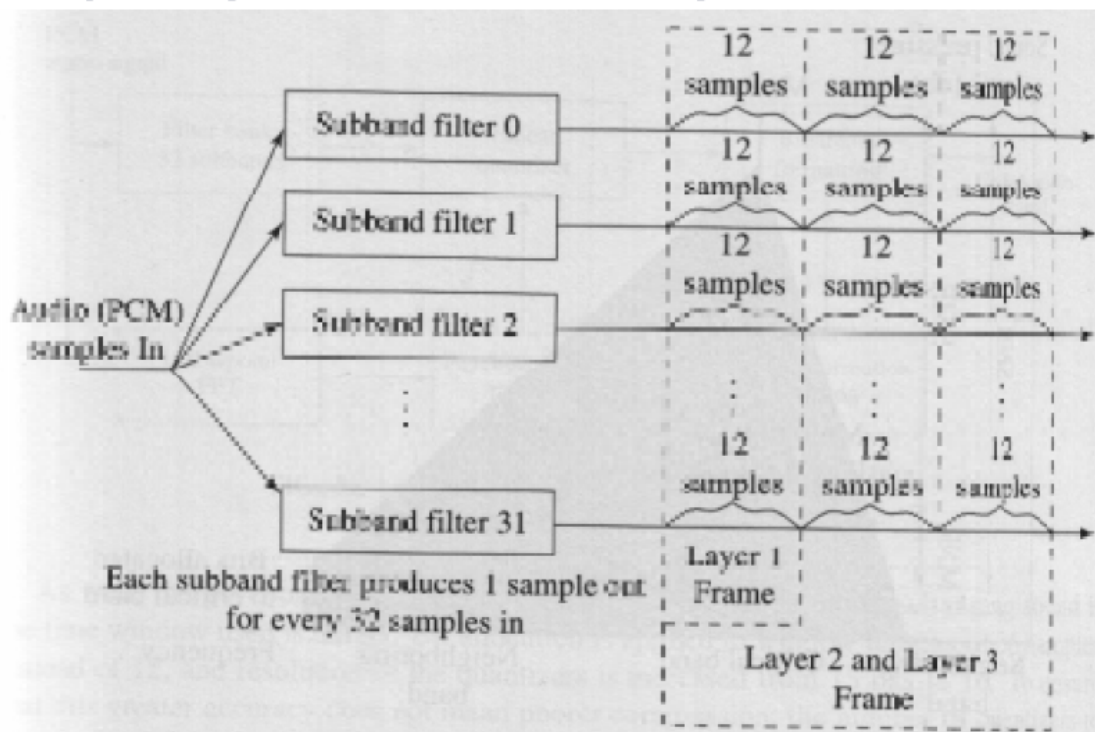 12 12 12
samples samples samples
Subband filter 0
12 12 12
samples samples samples
Subband filter 1
12 12 12
samples samples samples
Audio (PCM)
samples In
Subband filter 2
12 12 12
samples samples samples
Subband filter 31
Each subband filter produces 1 sample out
for every 32 samples in
Layer 1
Frame
Layer 2 and Layer 3
Frame